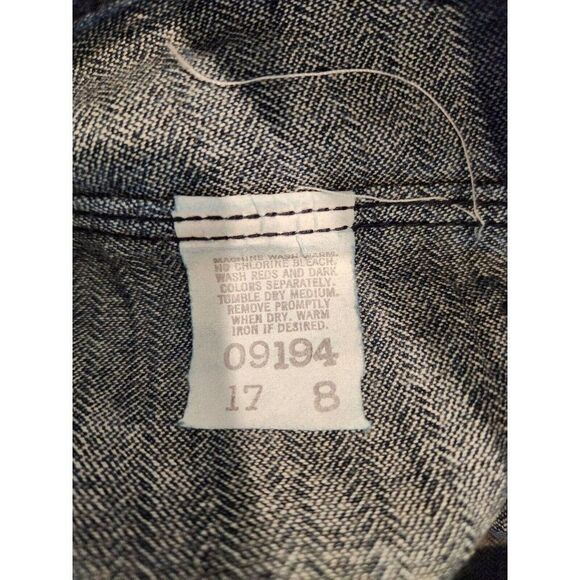 MACHINE WASH WARM.
NO CHLORINE BLEACH.
WASH REDS AND DARK
COLORS SEPARATELY.
TUMBLE DRY MEDIUM.
REMOVE PROMPTLY
WHEN DRY. WARM
IRON IF DESIRED.
09194
17 8